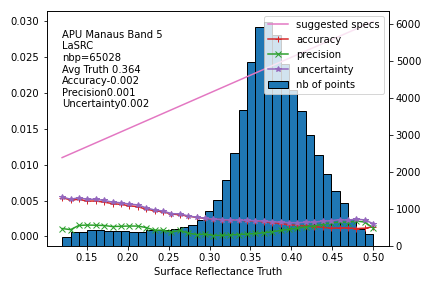 0.030
0.025
0.020
0.015
0.010
0.005
0.000
APU Manaus Band 5
LaSRC
nbp=65028
Avg Truth 0.364
Accuracy-0.002
Precision0.001
Uncertainty0.002
suggested specs
accuracy
precision
uncertainty
nb of points
6000
5000
4000
3000
2000
1000
0
0.15 0.20 0.25 0.30 0.35 0.40 0.45 0.50
Surface Reflectance Truth